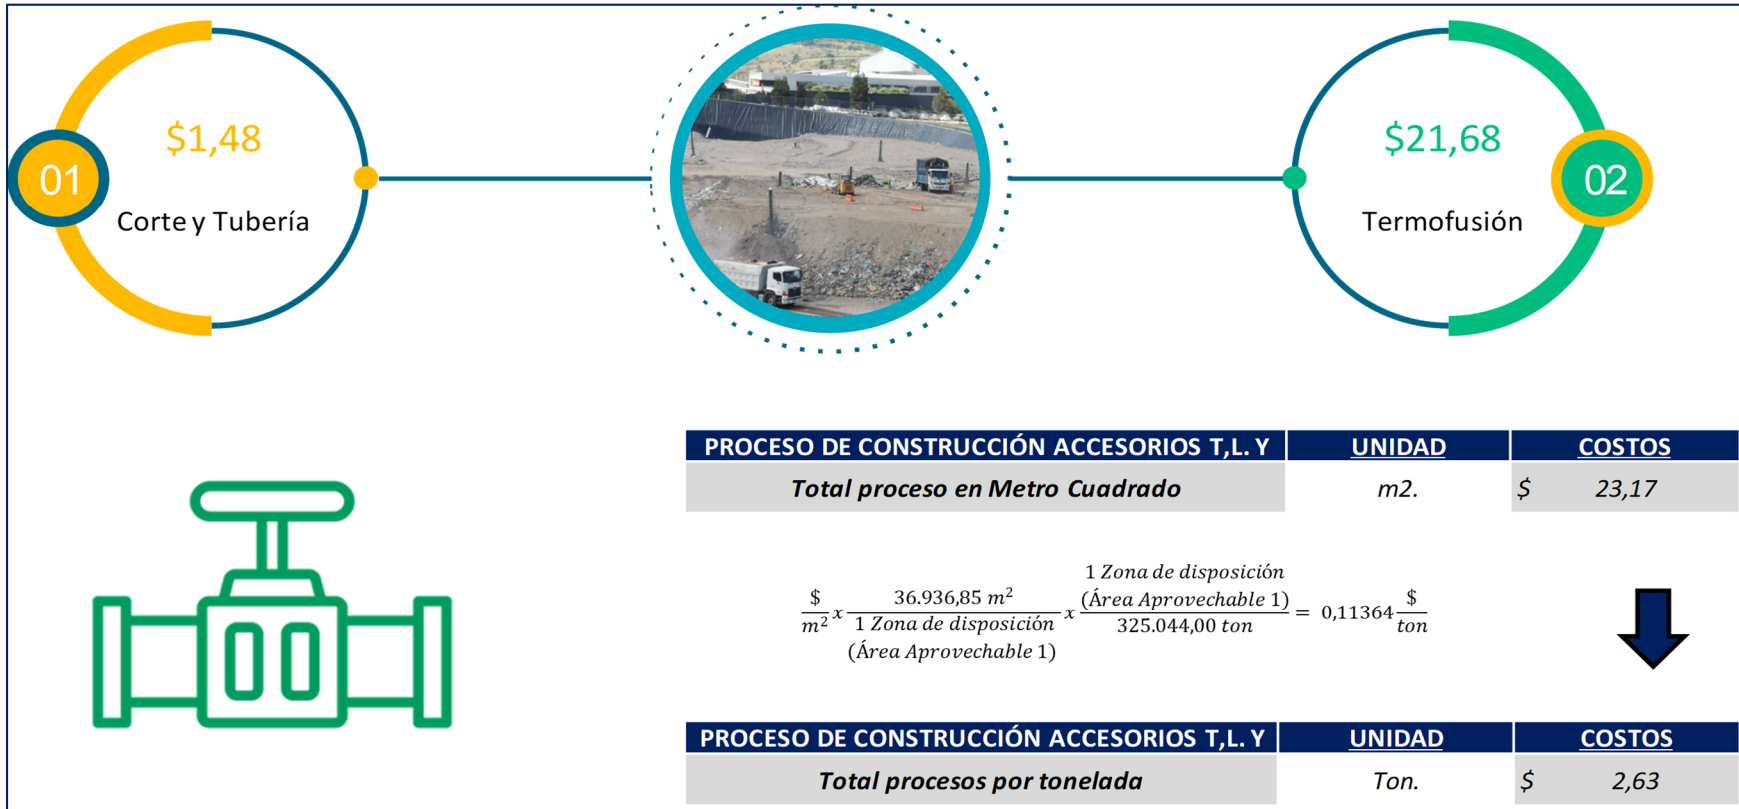 01
$1,48
Corte y Tubería
$21,68
Termofusión
02
PROCESO DE CONSTRUCCIÓN ACCESORIOS T,L. Y UNIDAD COSTOS
Total proceso en Metro Cuadrado m2. $ 23,17
$/m² x 36.936,85 m²/1 Zona de disposición (Área Aprovechable 1) x 1 Zona de disposición (Área Aprovechable 1)/325.044,00 ton = 0,11364 $/ton
PROCESO DE CONSTRUCCIÓN ACCESORIOS T,L. Y UNIDAD COSTOS
Total procesos por tonelada Ton. $ 2,63